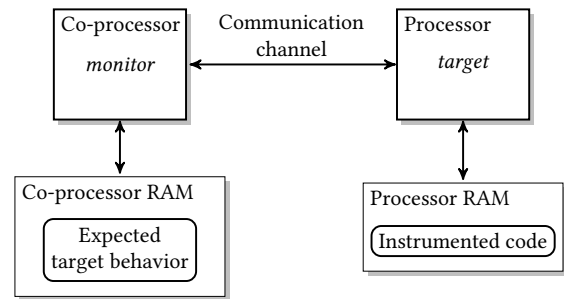 Co-processor
monitor
Communication
channel
Processor
target
Co-processor RAM
Expected
target behavior
Processor RAM
Instrumented code